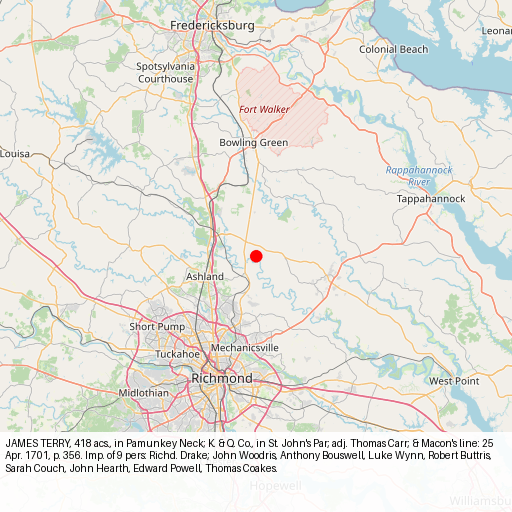 Fredericksburg
Leonar
Colonial Beach
Spotsylvania
Courthouse
Fort Walker
Bowling Green
Louisa
Rappahannock
River
Tappahannock
Ashland
Short Pump
Mechanicsville
Tuckahoe
Richmond
West Point
Midlothian
JAMES TERRY, 418 acs., in Pamunkey Neck; K. & Q. Co., in St. John's Par; adj. Thomas Carr; & Macon's line: 25
Apr. 1701, p. 356. Imp. of 9 pers: Richd. Drake; John Woodris, Anthony Bouswell, Luke Wynn, Robert Buttris,
Sarah Couch, John Hearth, Edward Powell, Thomas Coakes.
Hopewell
Williamsbu